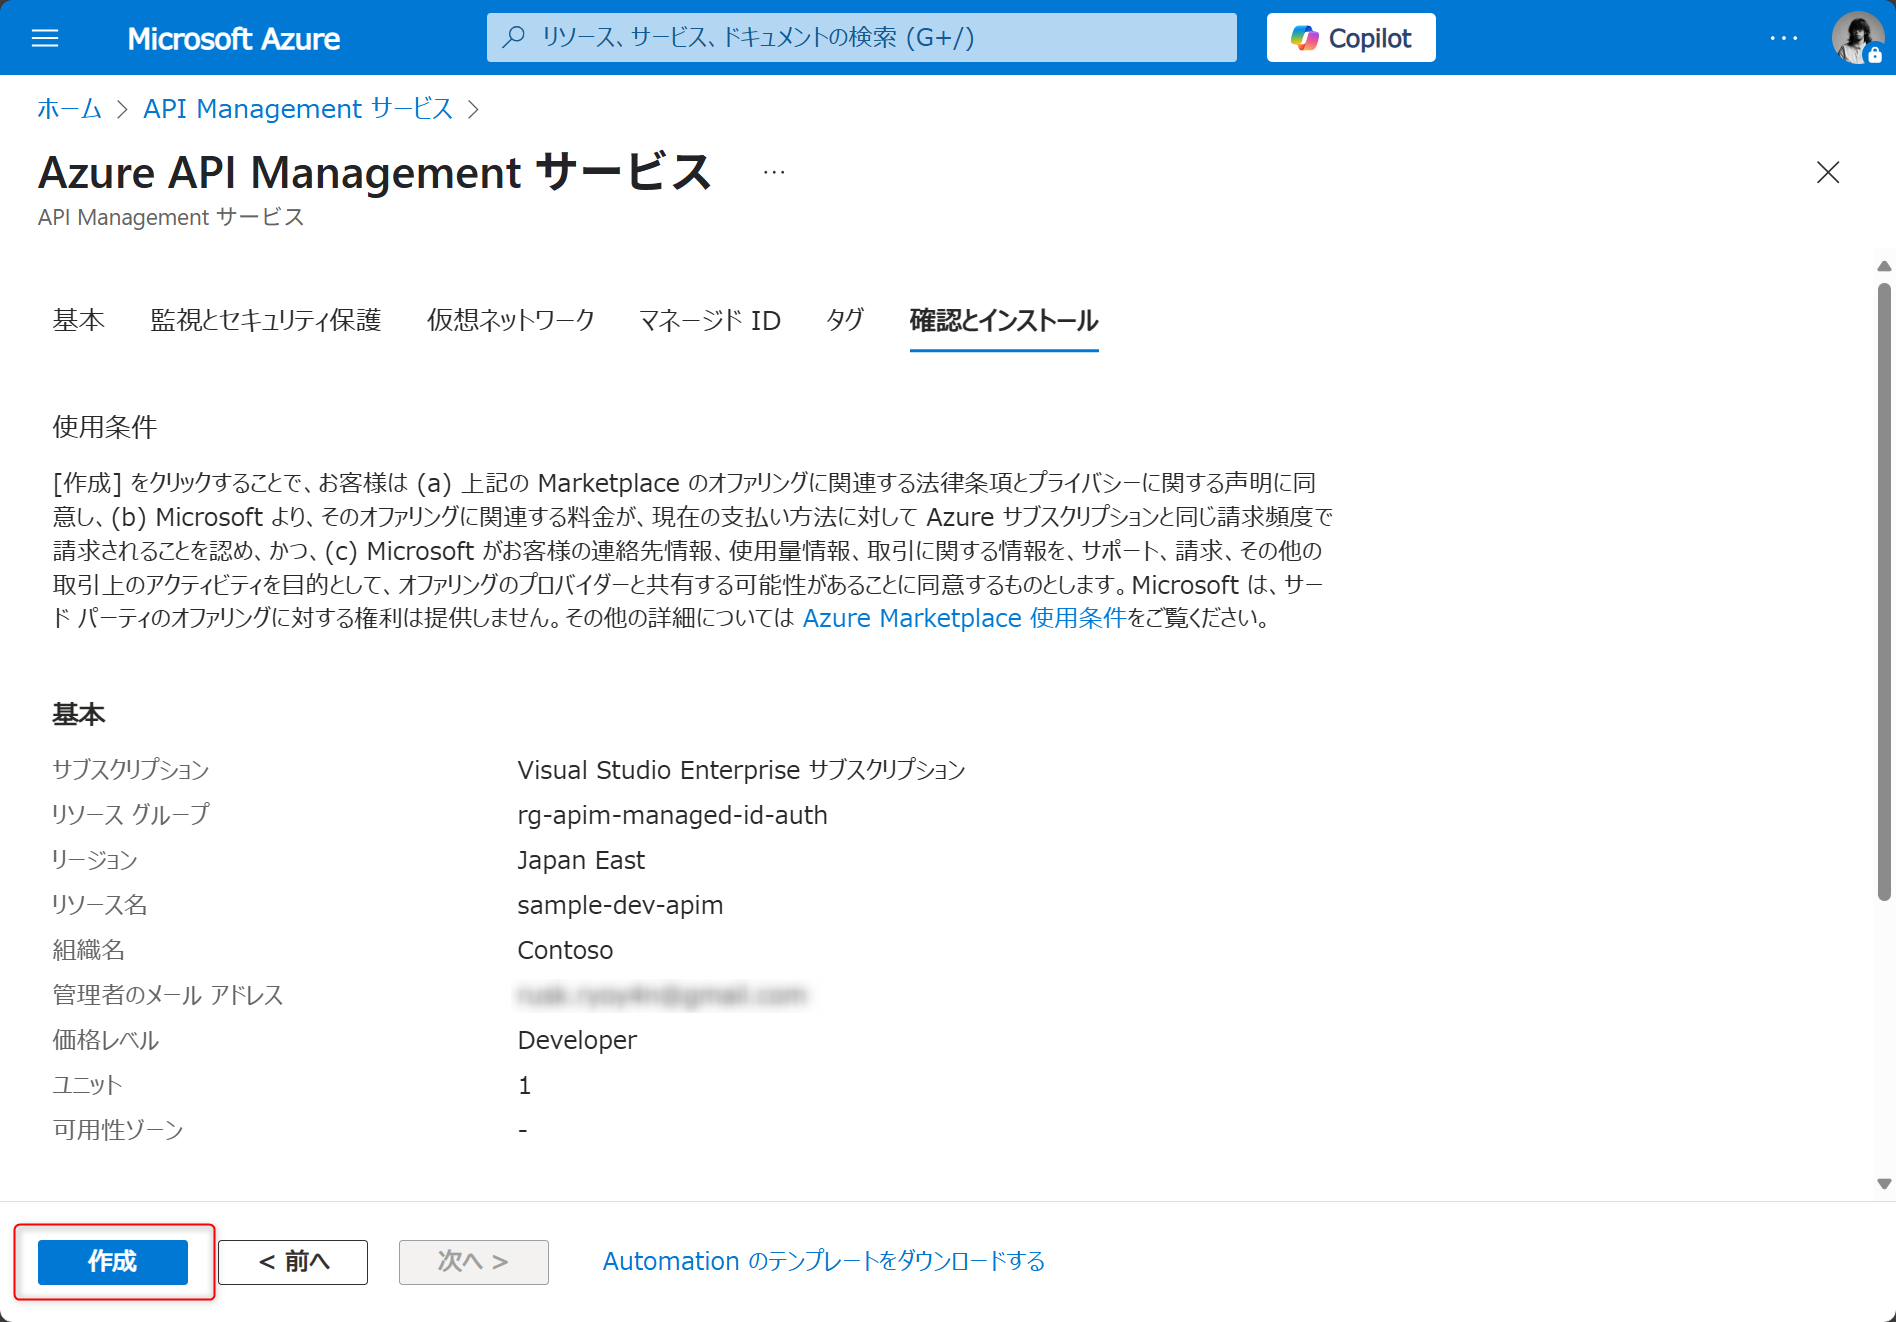 Microsoft Azure
リソース、サービス、ドキュメントの検索 (G+/)
Copilot
ホーム > API Management サービス >
Azure API Management サービス ...
API Management サービス
基本 監視とセキュリティ保護 仮想ネットワーク マネージド ID タグ 確認とインストール
使用条件
[作成] をクリックすることで、お客様は (a) 上記の Marketplace のオファリングに関連する法律条項とプライバシーに関する声明に同
意し、(b) Microsoft より、そのオファリングに関連する料金が、現在の支払い方法に対して Azure サブスクリプションと同じ請求頻度で
請求されることを認め、かつ、(c) Microsoft がお客様の連絡先情報、使用量情報、取引に関する情報を、サポート、請求、その他の
取引上のアクティビティを目的として、オファリングのプロバイダーと共有する可能性があることに同意するものとします。Microsoft は、サー
ド パーティのオファリングに対する権利は提供しません。その他の詳細については Azure Marketplace 使用条件をご覧ください。
基本
サブスクリプション Visual Studio Enterprise サブスクリプション
リソース グループ rg-apim-managed-id-auth
リージョン Japan East
リソース名 sample-dev-apim
組織名 Contoso
管理者のメール アドレス
価格レベル Developer
ユニット 1
可用性ゾーン -
作成 < 前へ 次へ > Automation のテンプレートをダウンロードする